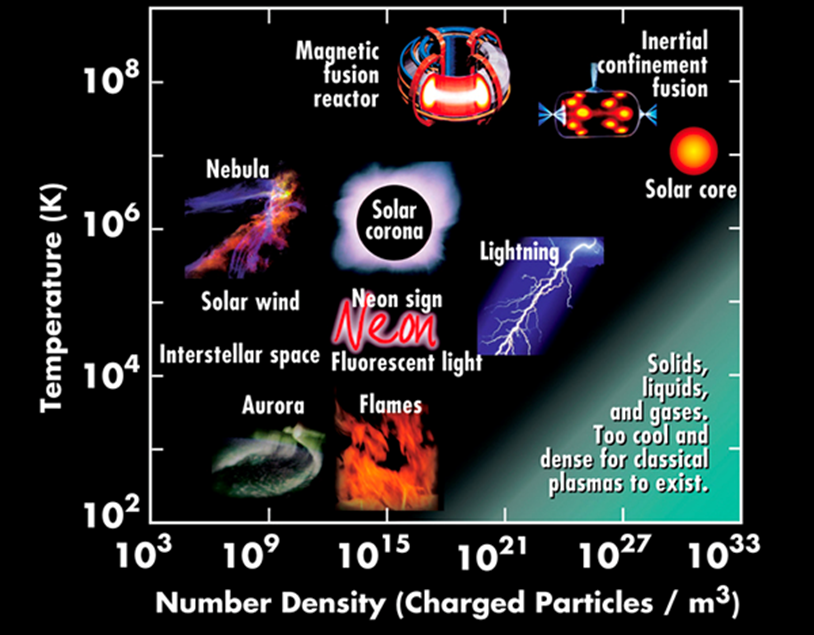 Magnetic
fusion
reactor
Inertial
confinement
fusion
10⁸
Nebula
Solar core
Solar
corona
10⁶
Lightning
Solar wind
Neon sign
Neon
Interstellar space
Fluorescent light
10⁴
Solids,
liquids,
and gases.
Too cool and
dense for classical
plasmas to exist.
Aurora
Flames
10²
Temperature (K)
10³ 10⁹ 10¹⁵ 10²¹ 10²⁷ 10³³
Number Density (Charged Particles / m³)